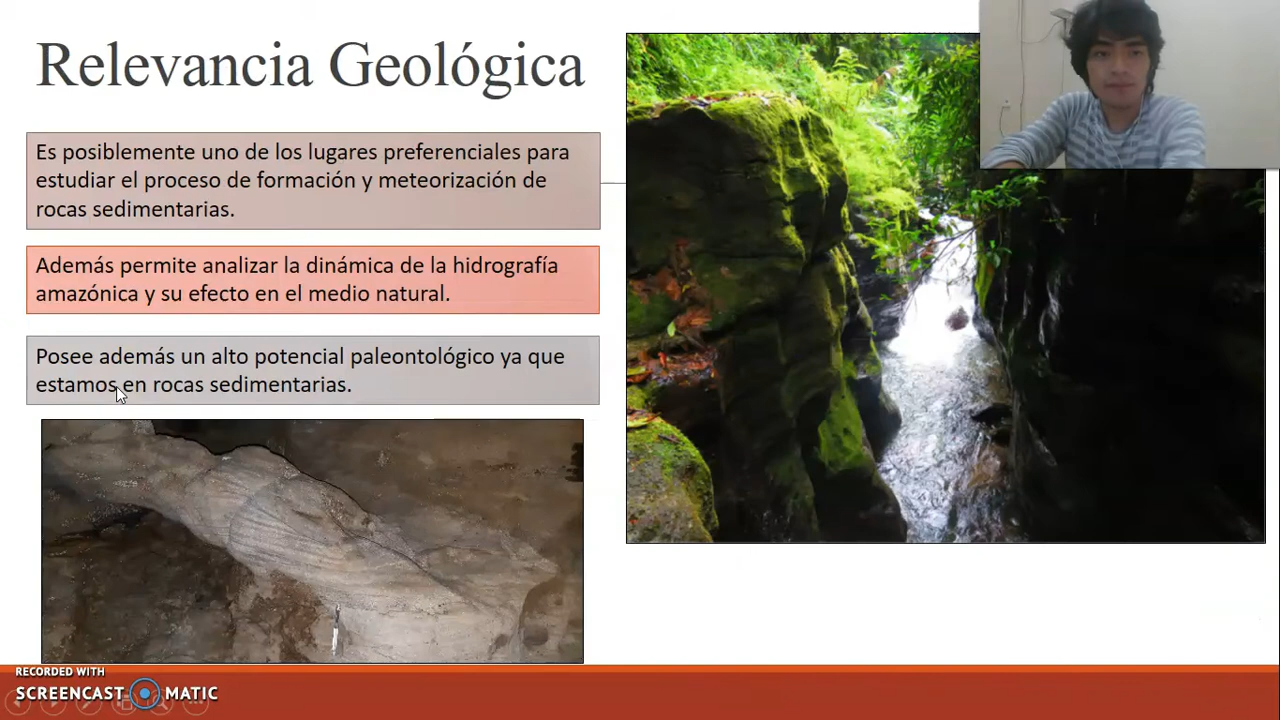 Relevancia Geológica
Es posiblemente uno de los lugares preferenciales para
estudiar el proceso de formación y meteorización de
rocas sedimentarias.
Además permite analizar la dinámica de la hidrografía
amazónica y su efecto en el medio natural.
Posee además un alto potencial paleontológico ya que
estamos en rocas sedimentarias.
RECORDED WITH
SCREENCAST MATIC